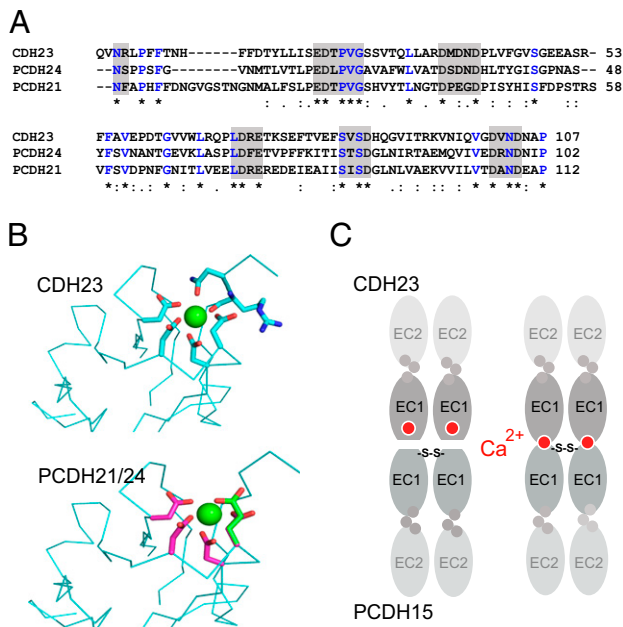 A
CDH23 QVNRLPFFTNH------FFDTYLLISEDTPVGSSVTQLLARDMDNDPLVFGVSGEEASR- 53
PCDH24 --NSPPSFG-----VNMTLVTLPEDLPVGAVAFWLVATDSDNDHLTYGISGPNAS-- 48
PCDH21 --NFAPHFFDNGVGSTNGNMALFSLPEDTPVGSHVYTLNGTDPEGDPISYHISFDPSTRS 58
* * * : . :** *** * * :.* : .: *
CDH23 FFAVEPDTGVVWLRQPLDRETKSEFTVEFSVSDHQGVITRKVNIQVGDVNDNAP 107
PCDH24 YFSVNANTGEVKLASPLDFETVPFFKITISVSDGLNIRTAEMQVIVEDRNDNIP 102
PCDH21 VFSVDPNFGNITLVEELDREREDEIEAIISISDGLNLVAEKVVILVTDANDEAP 112
*:*:.: * : * . ** * : *:** .: : :: : * * **: *
B
CDH23
PCDH21/24
C
CDH23
EC2 EC2 EC2 EC2
EC1 EC1 EC1 EC1
-S-S- Ca2+ -S-S-
EC1 EC1 EC1 EC1
EC2 EC2 EC2 EC2
PCDH15